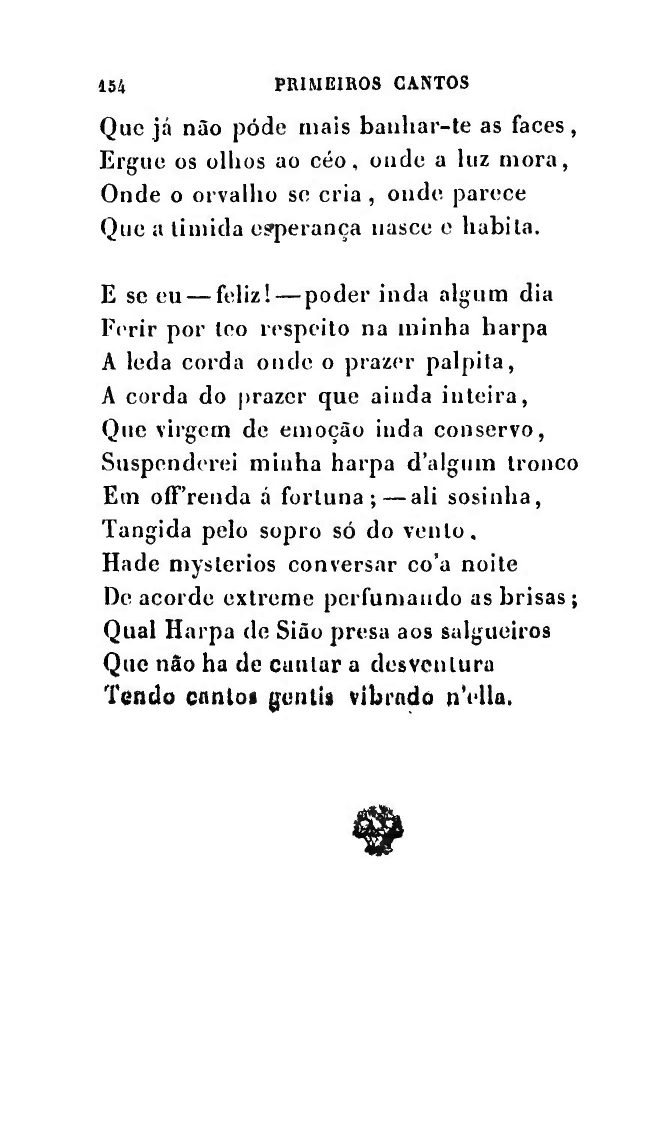 154 PRIMEIROS CANTOS
Que já não póde mais banhar-te as faces,
Ergue os olhos ao céo, onde a luz mora,
Onde o orvalho se cria, onde parece
Que a timida esperança nasce e habita.

E se eu — feliz! — poder inda algum dia
Ferir por teo respeito na minha harpa
A leda corda onde o prazer palpita,
A corda do prazer que ainda inteira,
Que virgem de emoção inda conservo,
Suspenderei minha harpa d'algum tronco
Em off'renda á fortuna; — ali sosinha,
Tangida pelo sopro só do vento,
Hade mysterios conversar co'a noite
De acorde extreme perfumando as brisas;
Qual Harpa de Sião presa aos salgueiros
Que não ha de cantar a desventura
Tendo cantos gentis vibrado n'ella.